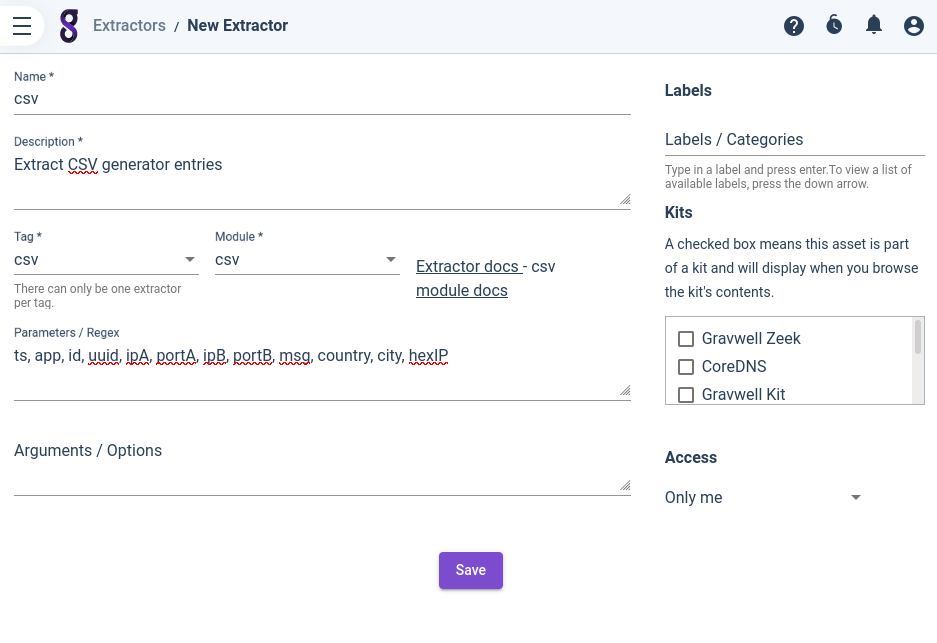 Extractors / New Extractor
Name *
csv
Description *
Extract CSV generator entries
Tag *
csv
There can only be one extractor
per tag.
Module *
csv
Extractor docs - csv
module docs
Parameters / Regex
ts, app, id, uuid, ipA, portA, ipB, portB, msg, country, city, hexIP
Arguments / Options
Save
Labels
Labels / Categories
Type in a label and press enter.To view a list of
available labels, press the down arrow.
Kits
A checked box means this asset is part
of a kit and will display when you browse
the kit's contents.
Gravwell Zeek
CoreDNS
Gravwell Kit
Access
Only me